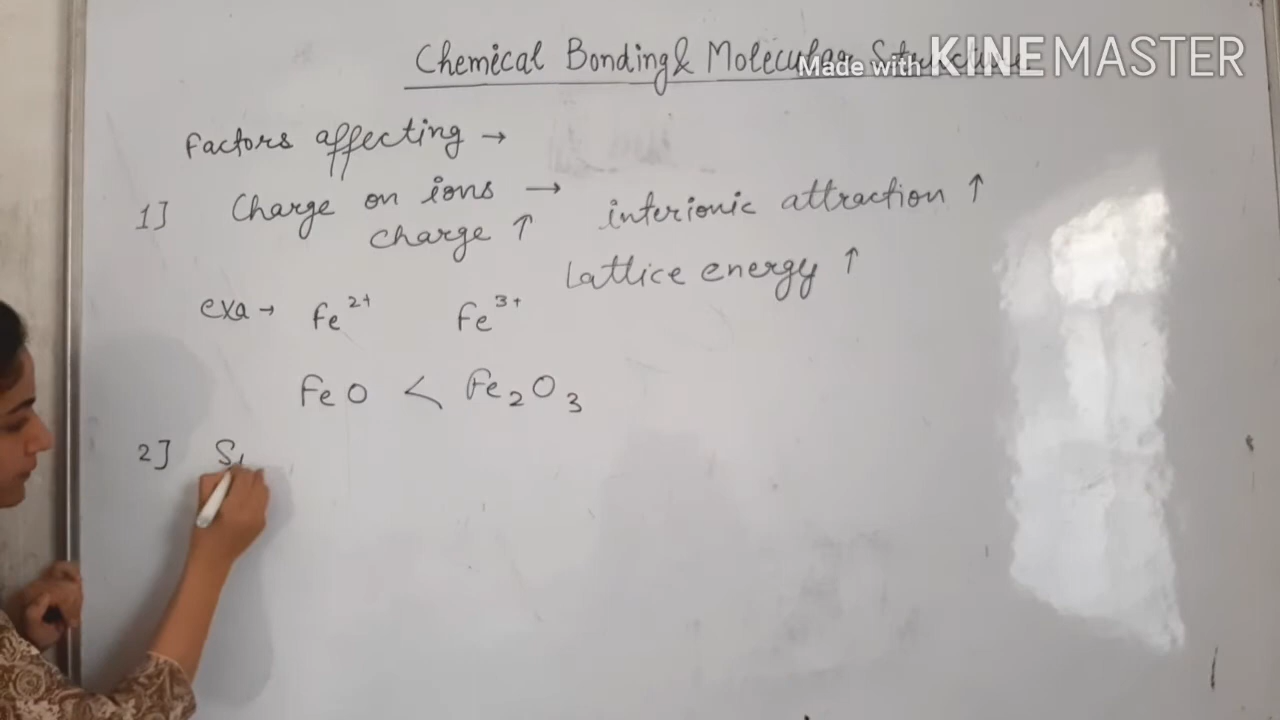 Chemical Bonding & Molecular Structure
Made with KINEMASTER
Factors affecting →
1] Charge on ions → interionic attraction ↑
charge ↑
Lattice energy ↑
exa → Fe²⁺ Fe³⁺
FeO < Fe₂O₃
2]